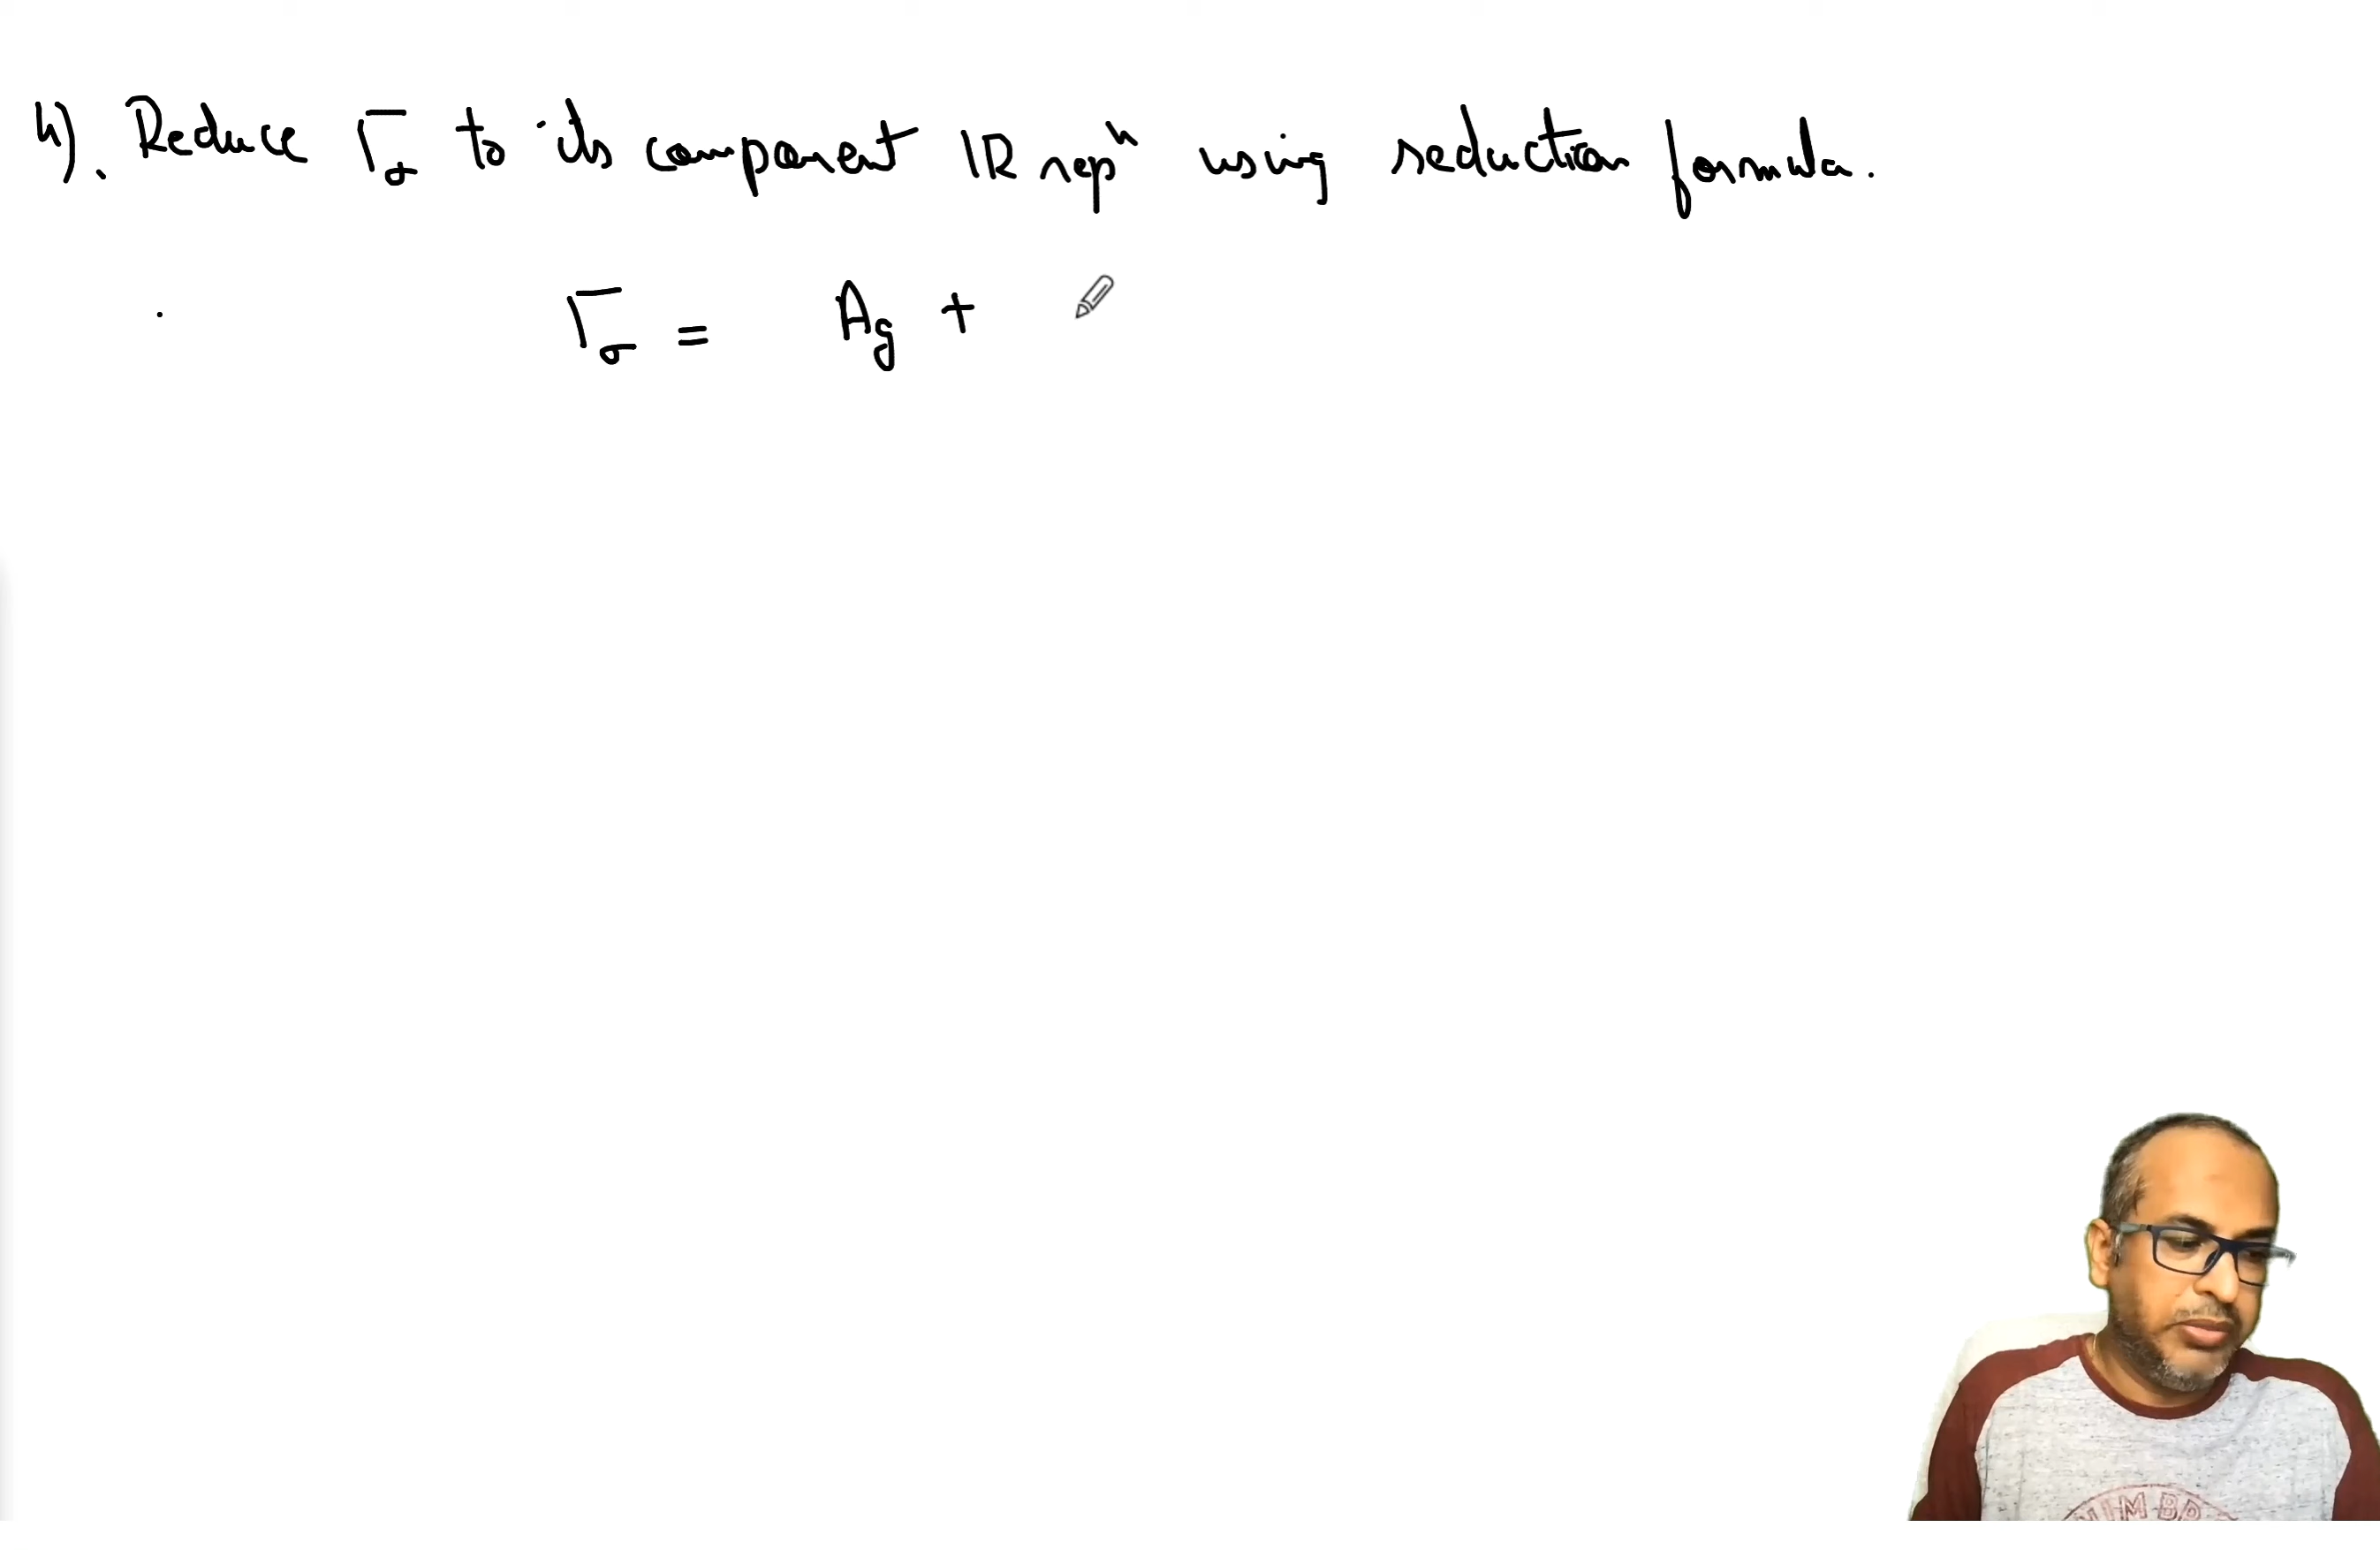 4). Reduce Γσ to its component IR repⁿ using reduction formula.
Γσ = Ag +